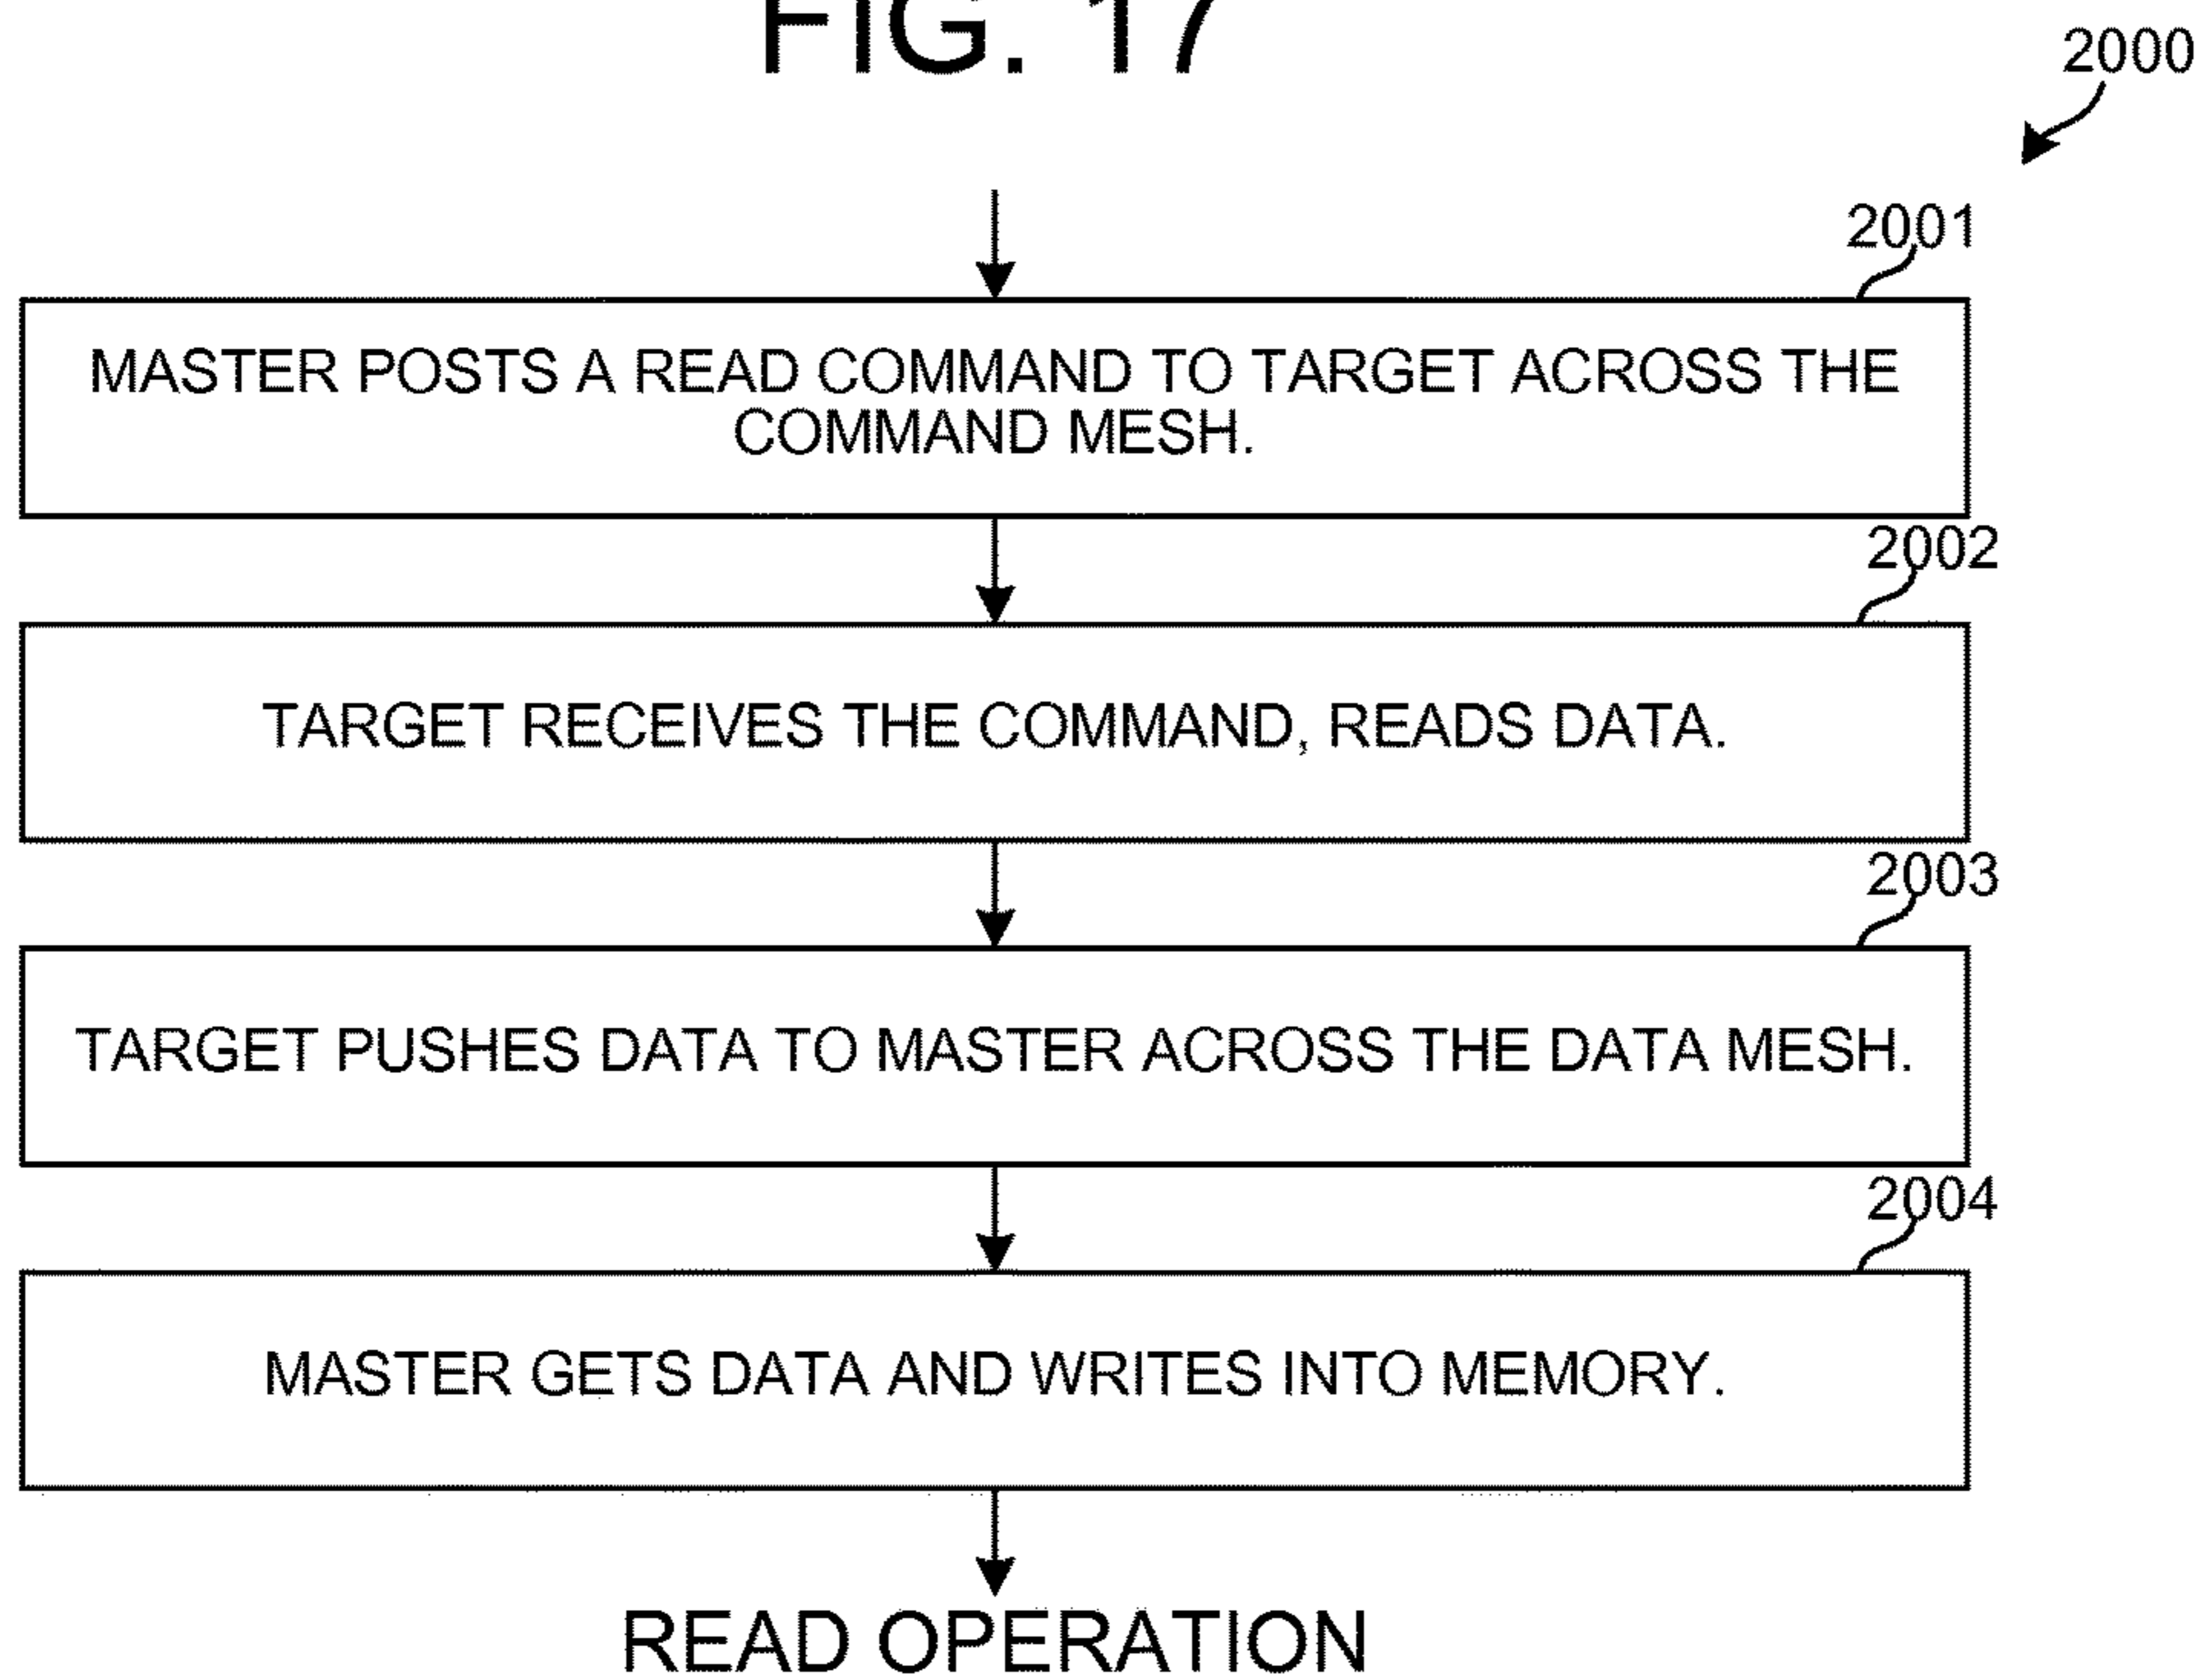 FIG. 17
2000
2001
MASTER POSTS A READ COMMAND TO TARGET ACROSS THE
COMMAND MESH.
2002
TARGET RECEIVES THE COMMAND, READS DATA.
2003
TARGET PUSHES DATA TO MASTER ACROSS THE DATA MESH.
2004
MASTER GETS DATA AND WRITES INTO MEMORY.
READ OPERATION